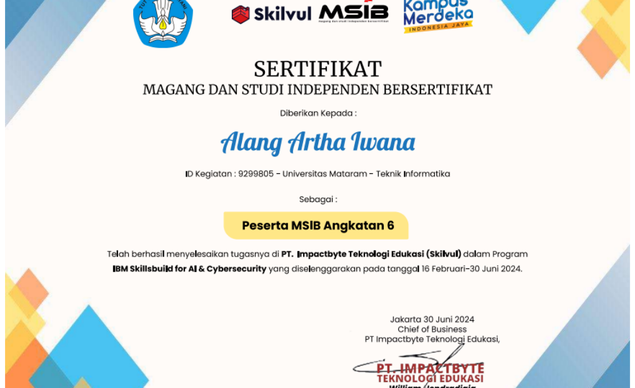 Skilvul MSIB Kampus
Merdeka
INDONESIA JAYA
SERTIFIKAT
MAGANG DAN STUDI INDEPENDEN BERSERTIFIKAT
Diberikan Kepada :
Alang Artha Iwana
ID Kegiatan : 9299805 - Universitas Mataram - Teknik Informatika
Sebagai :
Peserta MSIB Angkatan 6
Telah berhasil menyelesaikan tugasnya di PT. Impactbyte Teknologi Edukasi (Skilvul) dalam Program
IBM Skillsbuild for AI & Cybersecurity yang diselenggarakan pada tanggal 16 Februari-30 Juni 2024.
Jakarta 30 Juni 2024
Chief of Business
PT Impactbyte Teknologi Edukasi,
PT. IMPACTBYTE
TEKNOLOGI EDUKASI
William